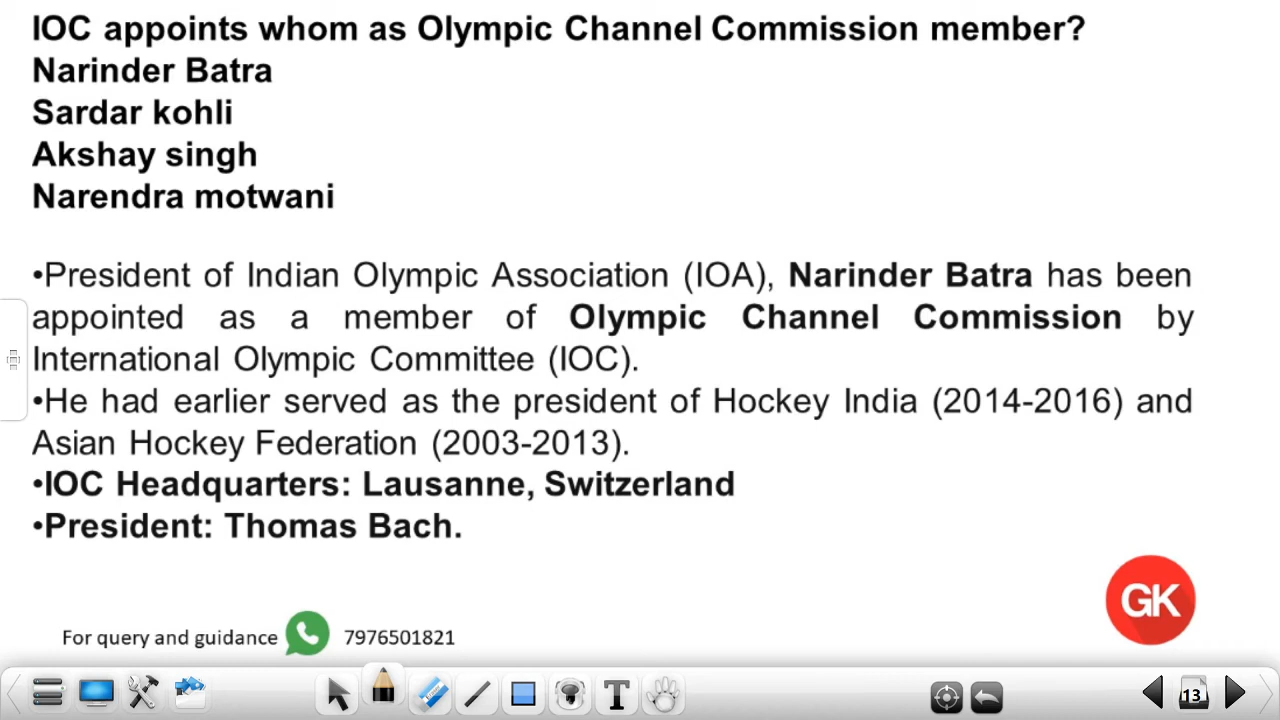 IOC appoints whom as Olympic Channel Commission member?
Narinder Batra
Sardar kohli
Akshay singh
Narendra motwani
•President of Indian Olympic Association (IOA), Narinder Batra has been
appointed as a member of Olympic Channel Commission by
International Olympic Committee (IOC).
•He had earlier served as the president of Hockey India (2014-2016) and
Asian Hockey Federation (2003-2013).
•IOC Headquarters: Lausanne, Switzerland
•President: Thomas Bach.
GK
For query and guidance 7976501821
T
13